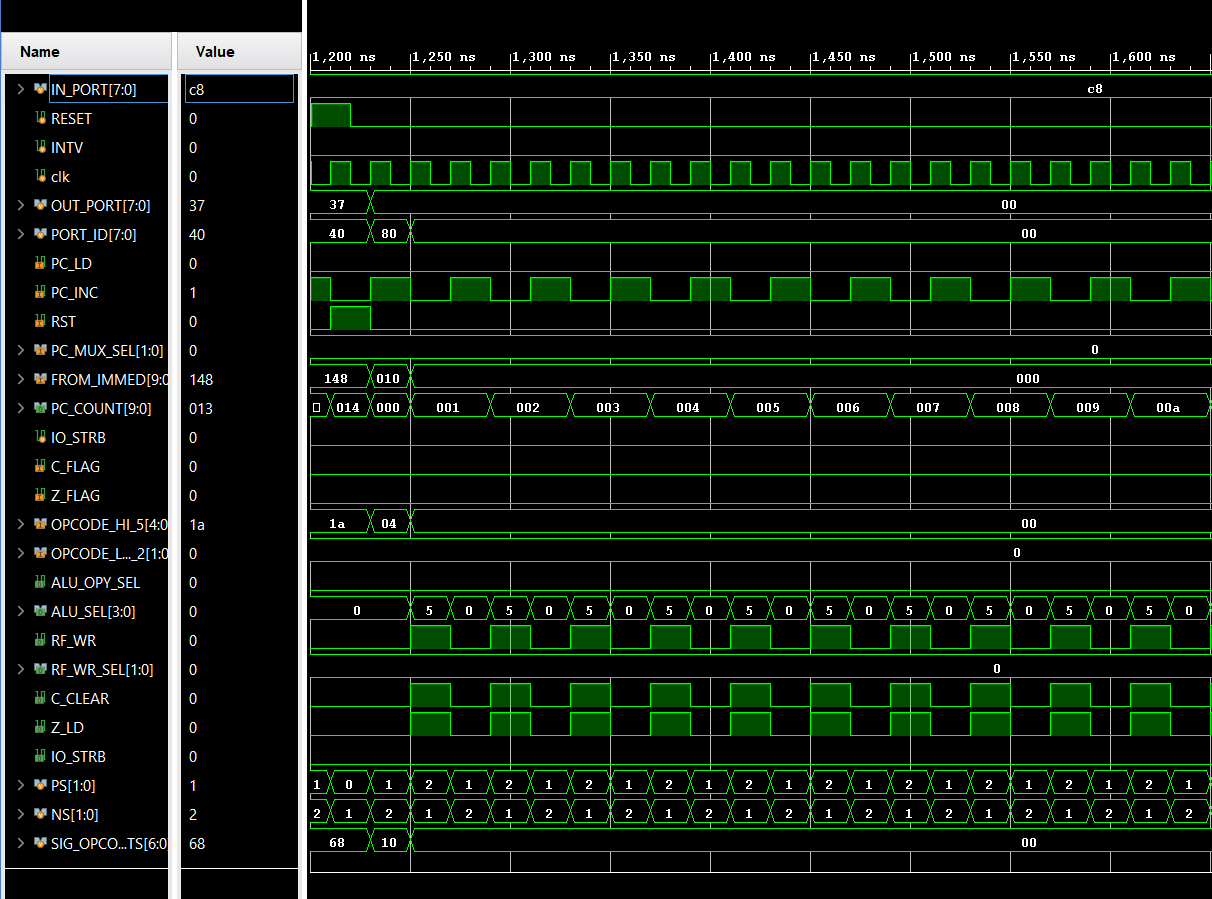 Name Value
1,200 ns 1,250 ns 1,300 ns 1,350 ns 1,400 ns 1,450 ns 1,500 ns 1,550 ns 1,600 ns
IN_PORT[7:0] c8 c8
RESET 0
INTV 0
clk 0
OUT_PORT[7:0] 37 37 00
PORT_ID[7:0] 40 40 80 00
PC_LD 0
PC_INC 1
RST 0
PC_MUX_SEL[1:0] 0 0
FROM_IMMED[9:0 148 148 010 000
PC_COUNT[9:0] 013 014 000 001 002 003 004 005 006 007 008 009 00a
IO_STRB 0
C_FLAG 0
Z_FLAG 0
OPCODE_HI_5[4:0 1a 1a 04 00
OPCODE_L..._2[1:0 0 0
ALU_OPY_SEL 0
ALU_SEL[3:0] 0 0 5 0 5 0 5 0 5 0 5 0 5 0 5 0 5 0 5 0 5 0
RF_WR 0
RF_WR_SEL[1:0] 0 0
C_CLEAR 0
Z_LD 0
IO_STRB 0
PS[1:0] 1 1 0 1 2 1 2 1 2 1 2 1 2 1 2 1 2 1 2 1 2 1 2 1
NS[1:0] 2 2 1 2 1 2 1 2 1 2 1 2 1 2 1 2 1 2 1 2 1 2 1 2
SIG_OPCO...TS[6:0 68 68 10 00